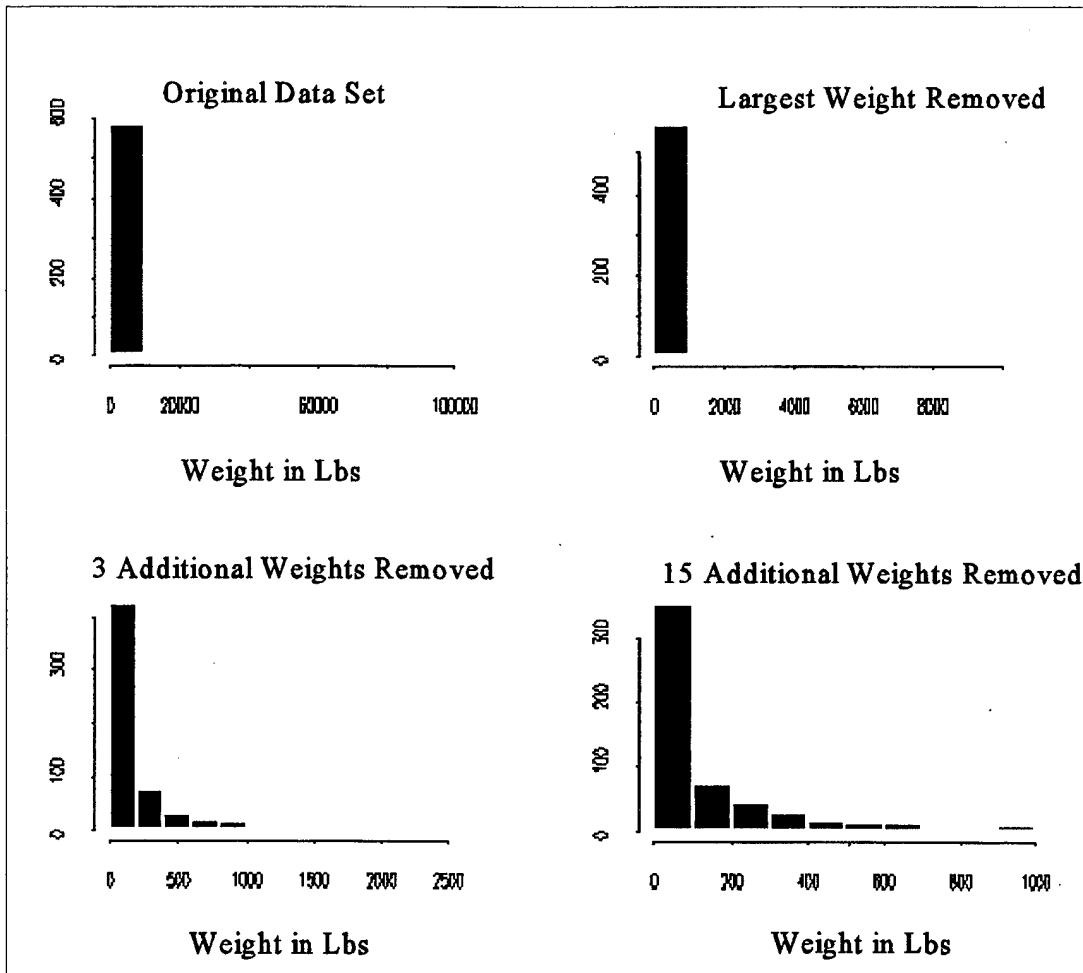 Original Data Set
600
400
200
0
0 20000 60000 100000
Weight in Lbs
Largest Weight Removed
400
200
0
0 2000 4000 6000 8000
Weight in Lbs
3 Additional Weights Removed
300
100
0
0 500 1000 1500 2000 2500
Weight in Lbs
15 Additional Weights Removed
300
200
100
0
0 200 400 600 800 1000
Weight in Lbs